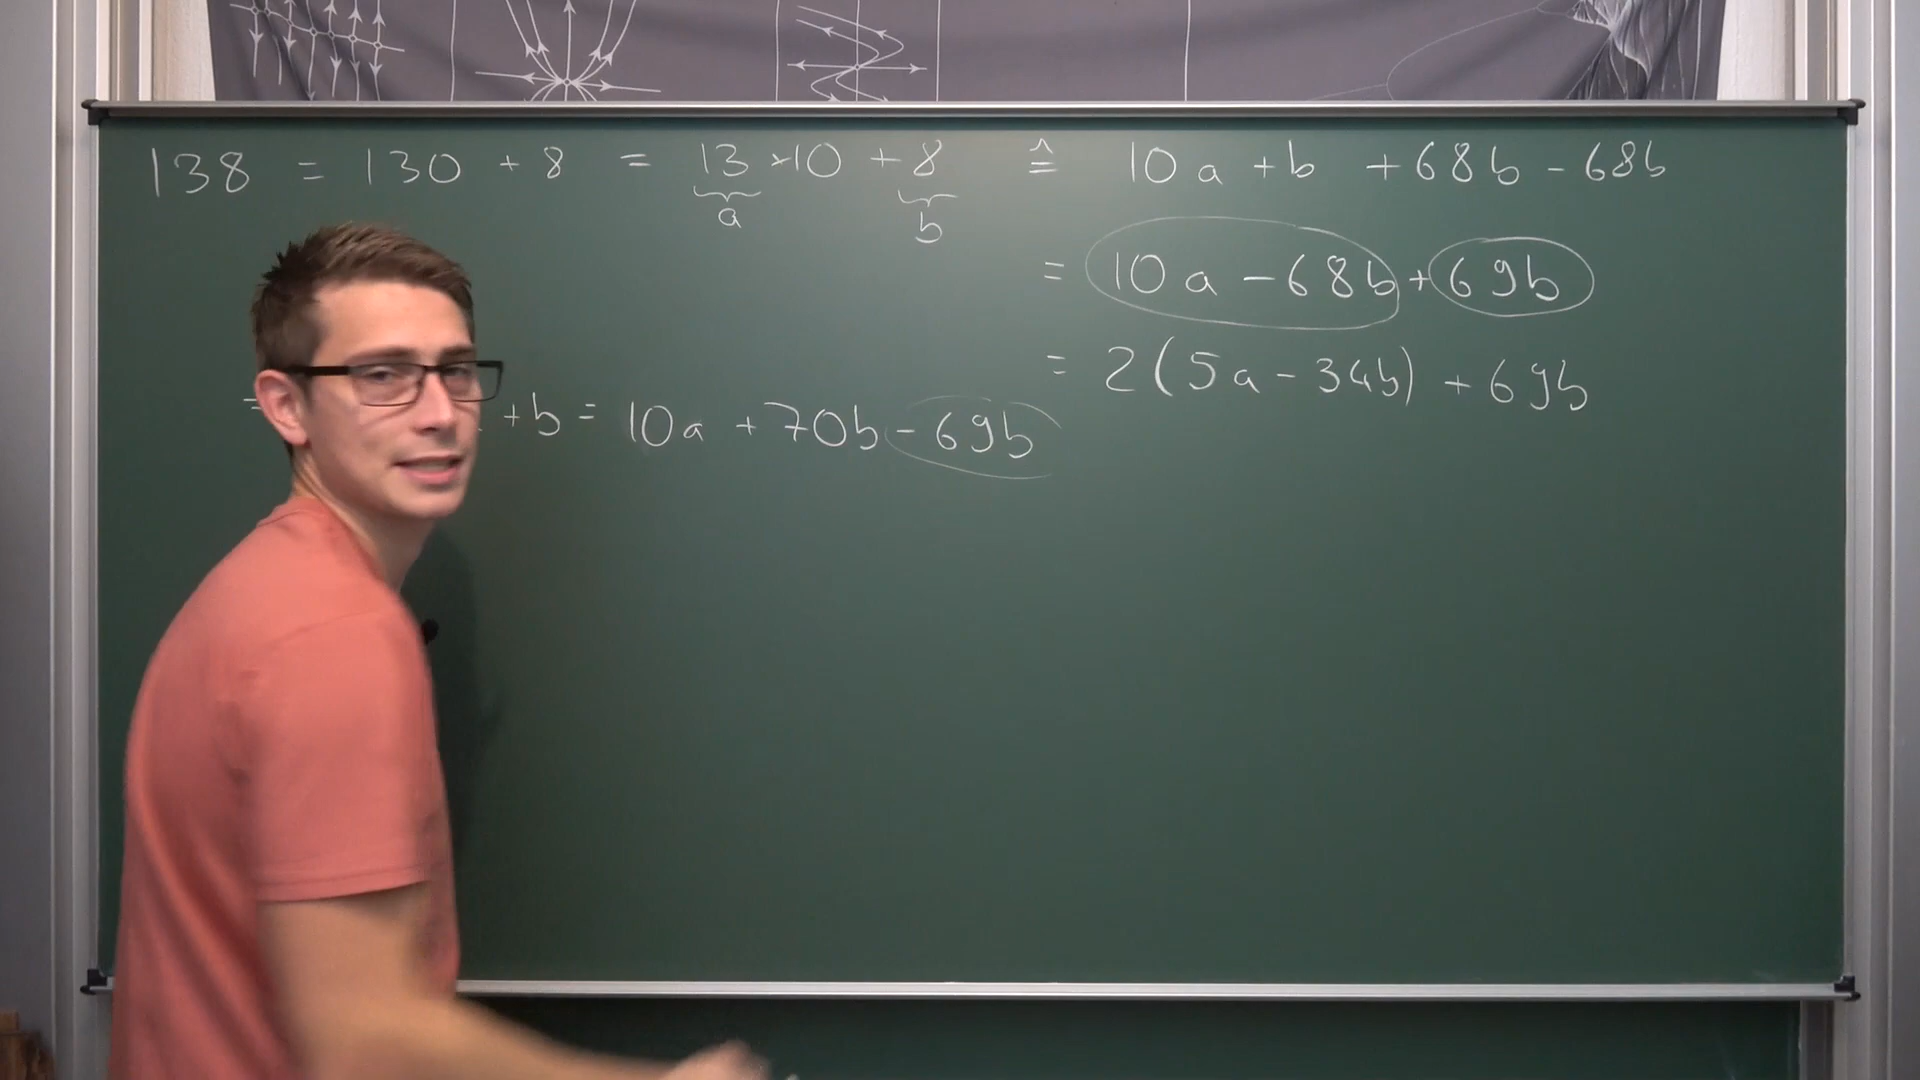 138 = 130 + 8 = 13 × 10 + 8 ≙ 10a + b + 68b - 68b
a b
= 10a - 68b + 69b
= 2(5a - 34b) + 69b
= + b = 10a + 70b - 69b